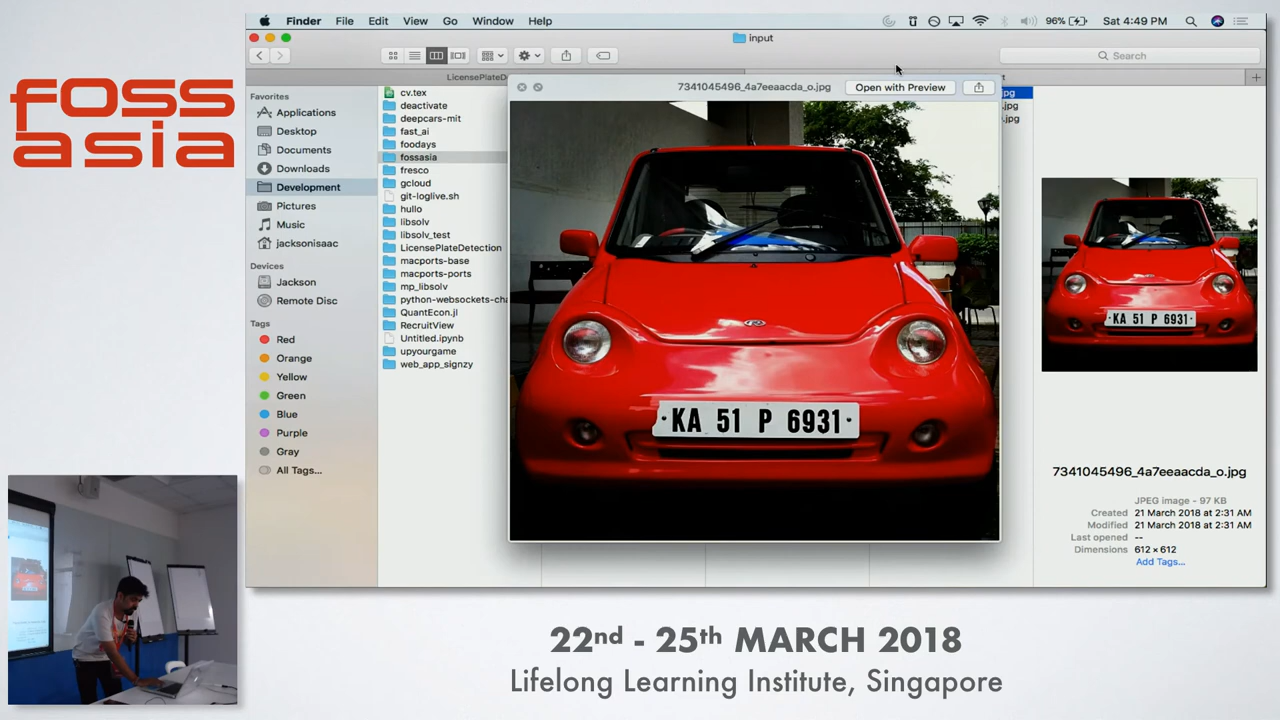 foss
asia
Finder File Edit View Go Window Help
96% Sat 4:49 PM
input
Search
LicensePlateDe
Favorites
Applications
Desktop
Documents
Downloads
Development
Pictures
Music
jacksonisaac
Devices
Jackson
Remote Disc
Tags
Red
Orange
Yellow
Green
Blue
Purple
Gray
All Tags...
cv.tex
deactivate
deepcars-mit
fast_ai
foodays
fossasia
fresco
gcloud
git-loglive.sh
hullo
libsolv
libsolv_test
LicensePlateDetection
macports-base
macports-ports
mp_libsolv
python-websockets-cha
QuantEcon.jl
RecruitView
Untitled.ipynb
upyourgame
web_app_signzy
7341045496_4a7eeaacda_o.jpg
Open with Preview
KA 51 P 6931
pg
.jpg
.jpg
KA 51 P 6931
7341045496_4a7eeaacda_o.jpg
JPEG image - 97 KB
Created 21 March 2018 at 2:31 AM
Modified 21 March 2018 at 2:31 AM
Last opened --
Dimensions 612 × 612
Add Tags...
22nd - 25th MARCH 2018
Lifelong Learning Institute, Singapore